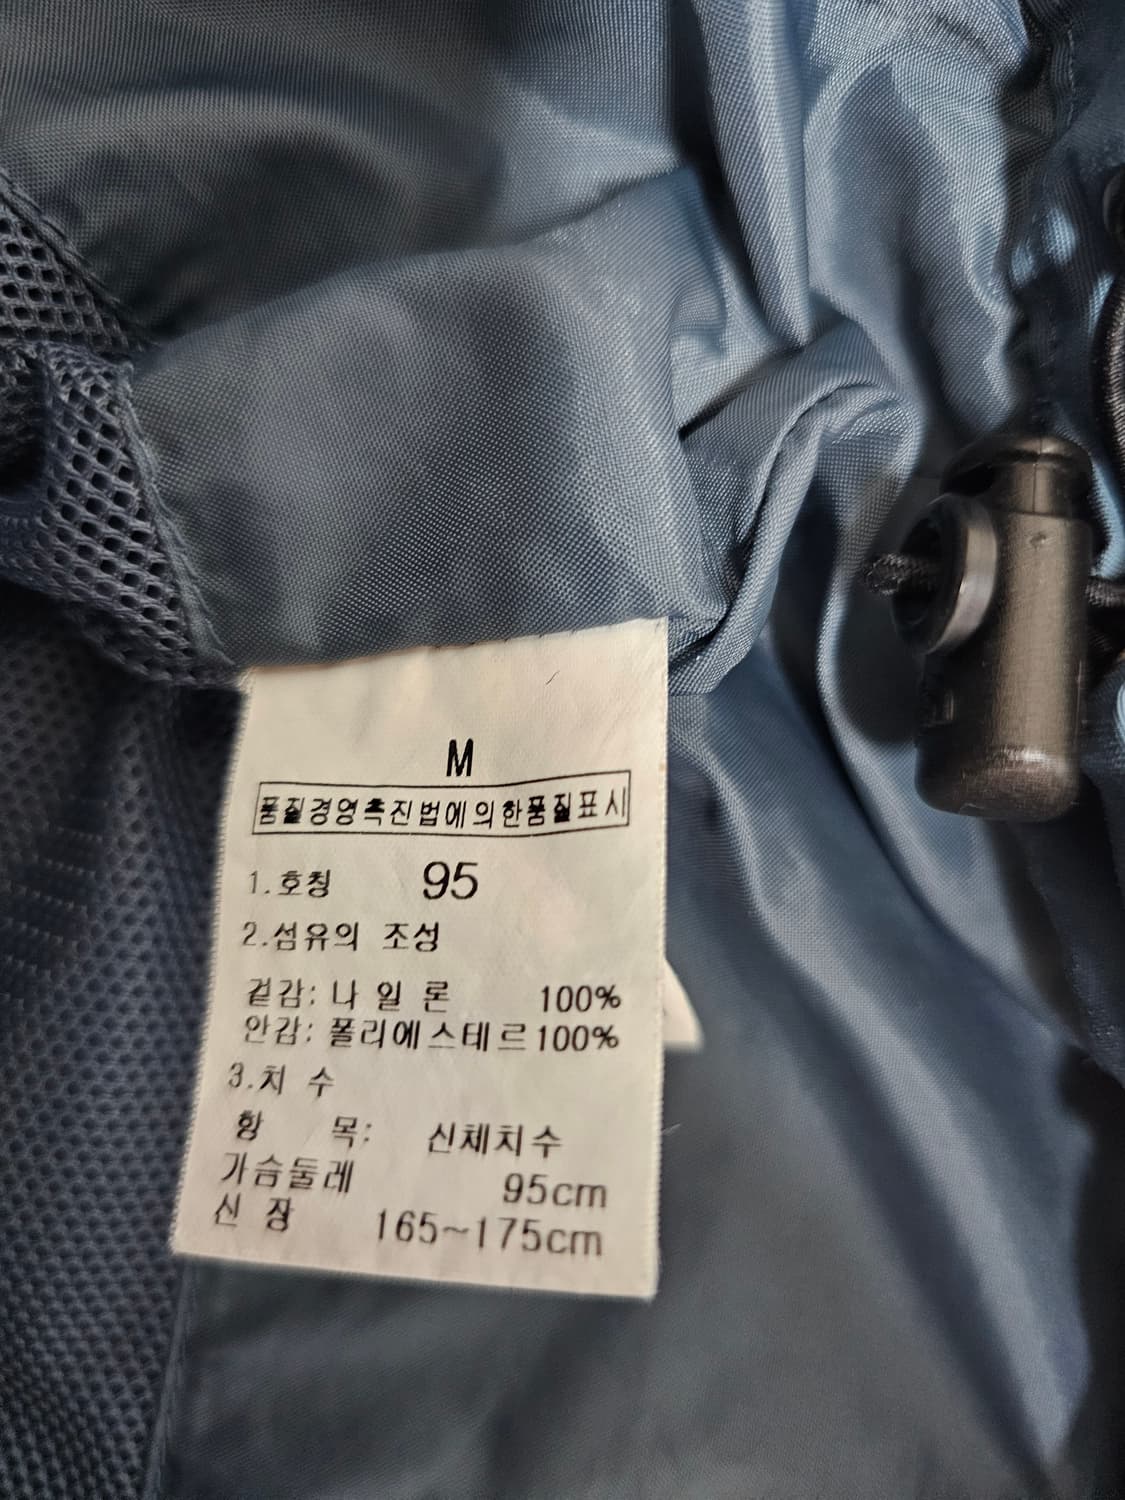 M
품질경영촉진법에의한품질표시
1.호칭 95
2.섬유의 조성
겉감: 나 일 론 100%
안감: 폴리에스테르100%
3.치 수
항 목: 신체치수
가슴둘레 95cm
신 장 165~175cm